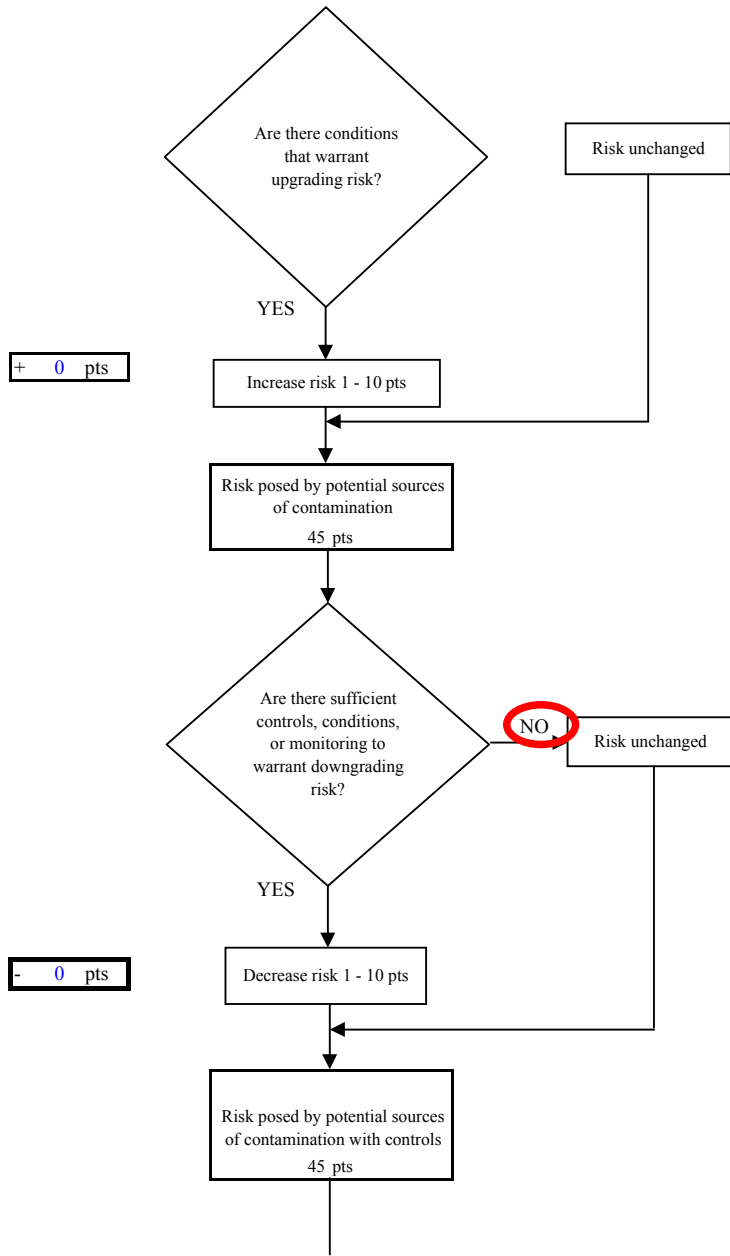 Are there conditions
that warrant
upgrading risk?
Risk unchanged
YES
+ 0 pts
Increase risk 1 - 10 pts
Risk posed by potential sources
of contamination
45 pts
Are there sufficient
controls, conditions,
or monitoring to
warrant downgrading
risk?
NO
Risk unchanged
YES
- 0 pts
Decrease risk 1 - 10 pts
Risk posed by potential sources
of contamination with controls
45 pts